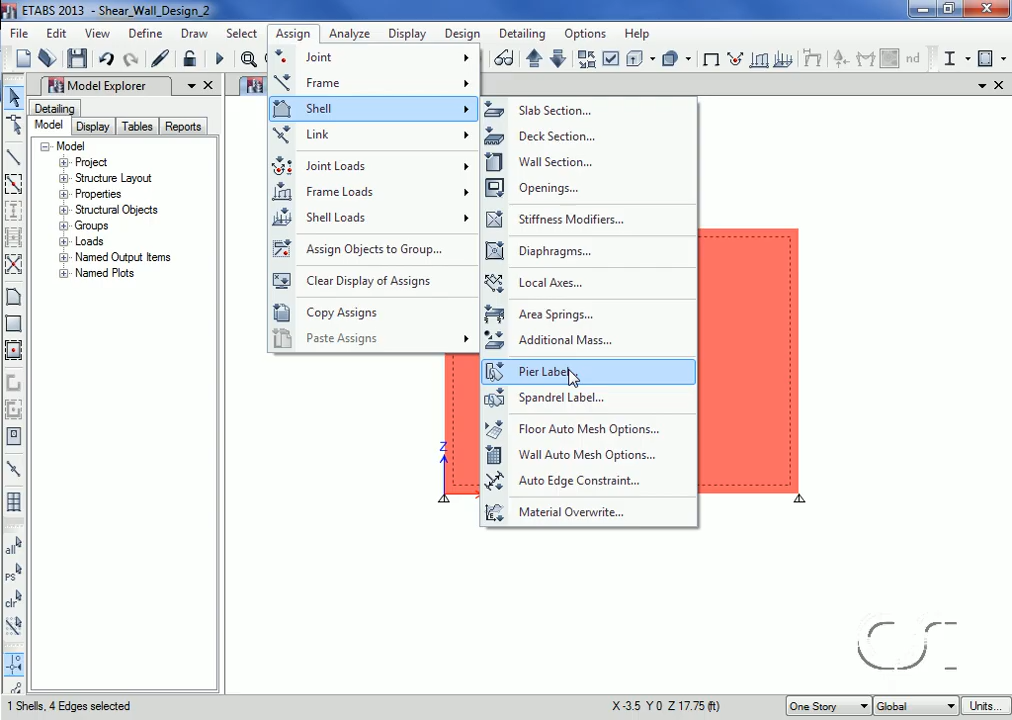 ETABS 2013 - Shear_Wall_Design_2
File Edit View Define Draw Select Assign Analyze Display Design Detailing Options Help
nd
Model Explorer
Detailing
Model Display Tables Reports
Model
Project
Structure Layout
Properties
Structural Objects
Groups
Loads
Named Output Items
Named Plots
Joint
Frame
Shell
Link
Joint Loads
Frame Loads
Shell Loads
Assign Objects to Group...
Clear Display of Assigns
Copy Assigns
Paste Assigns
Slab Section...
Deck Section...
Wall Section...
Openings...
Stiffness Modifiers...
Diaphragms...
Local Axes...
Area Springs...
Additional Mass...
Pier Label...
Spandrel Label...
Floor Auto Mesh Options...
Wall Auto Mesh Options...
Auto Edge Constraint...
Material Overwrite...
Z
all
ps
clr
CSI
1 Shells, 4 Edges selected
X -3.5 Y 0 Z 17.75 (ft)
One Story
Global
Units...